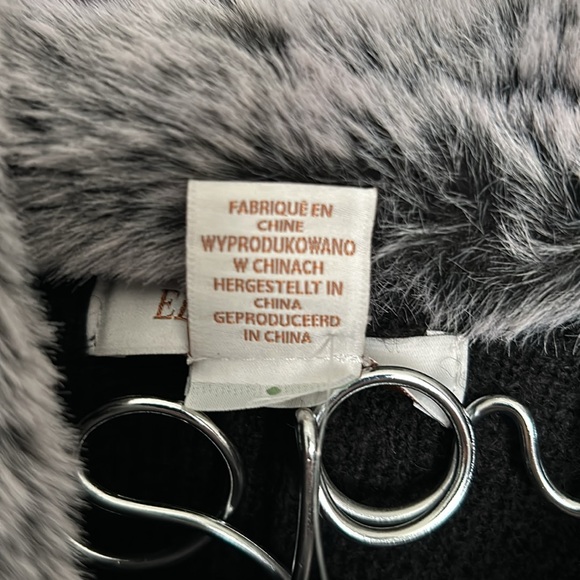 FABRIQUÉ EN
CHINE
WYPRODUKOWANO
W CHINACH
HERGESTELLT IN
CHINA
GEPRODUCEERD
IN CHINA